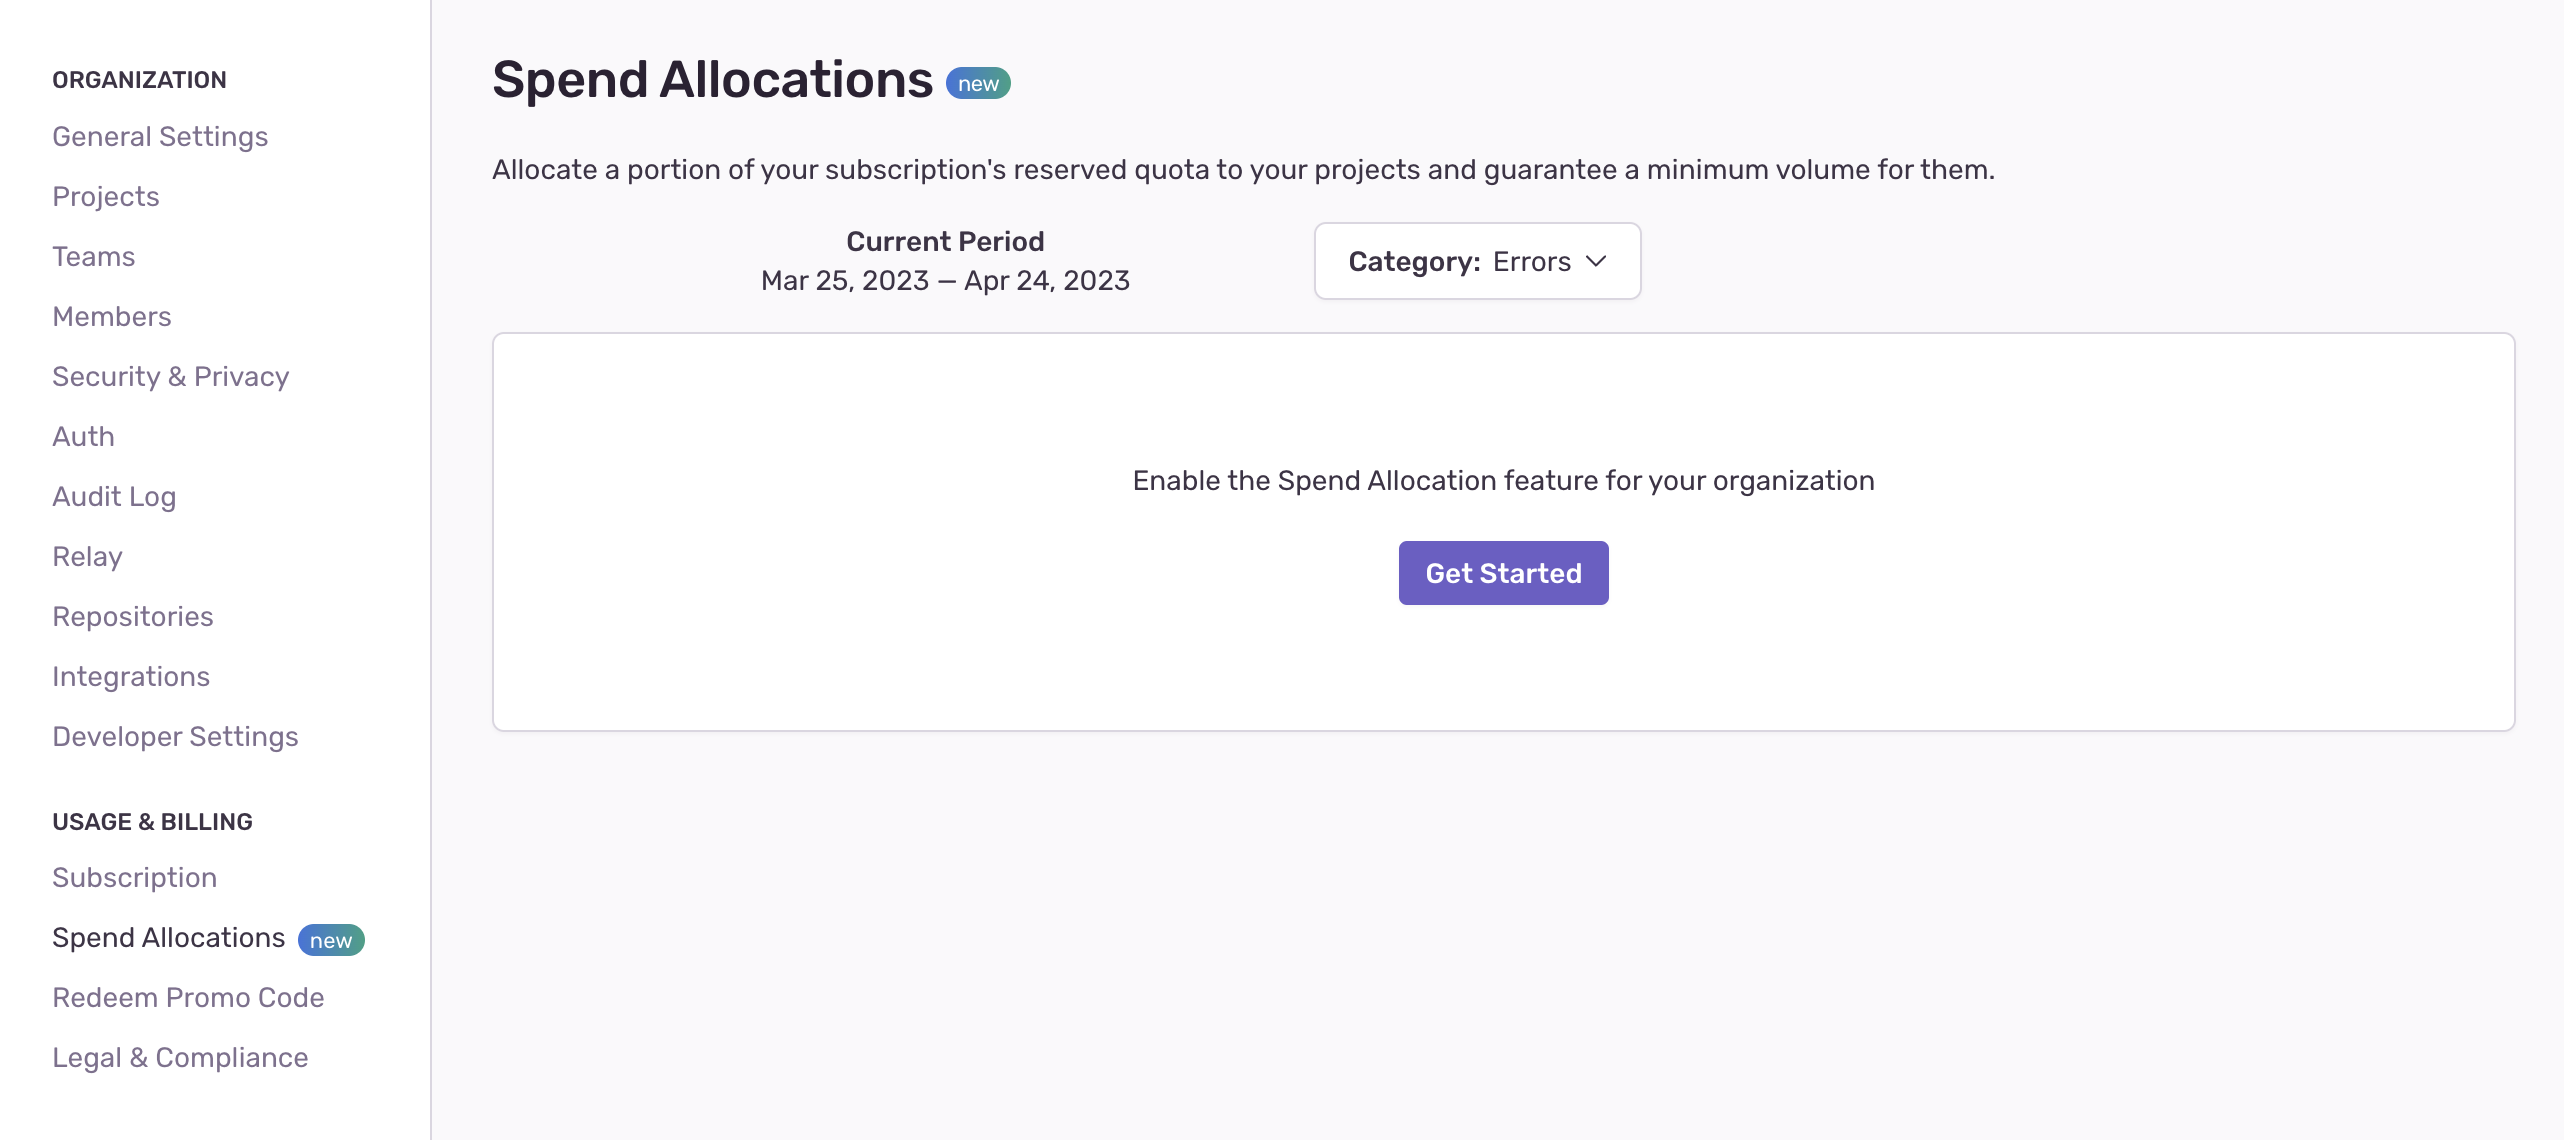 ORGANIZATION
General Settings
Projects
Teams
Members
Security & Privacy
Auth
Audit Log
Relay
Repositories
Integrations
Developer Settings
USAGE & BILLING
Subscription
Spend Allocations new
Redeem Promo Code
Legal & Compliance
Spend Allocations new
Allocate a portion of your subscription's reserved quota to your projects and guarantee a minimum volume for them.
Current Period
Mar 25, 2023 — Apr 24, 2023
Category: Errors
Enable the Spend Allocation feature for your organization
Get Started